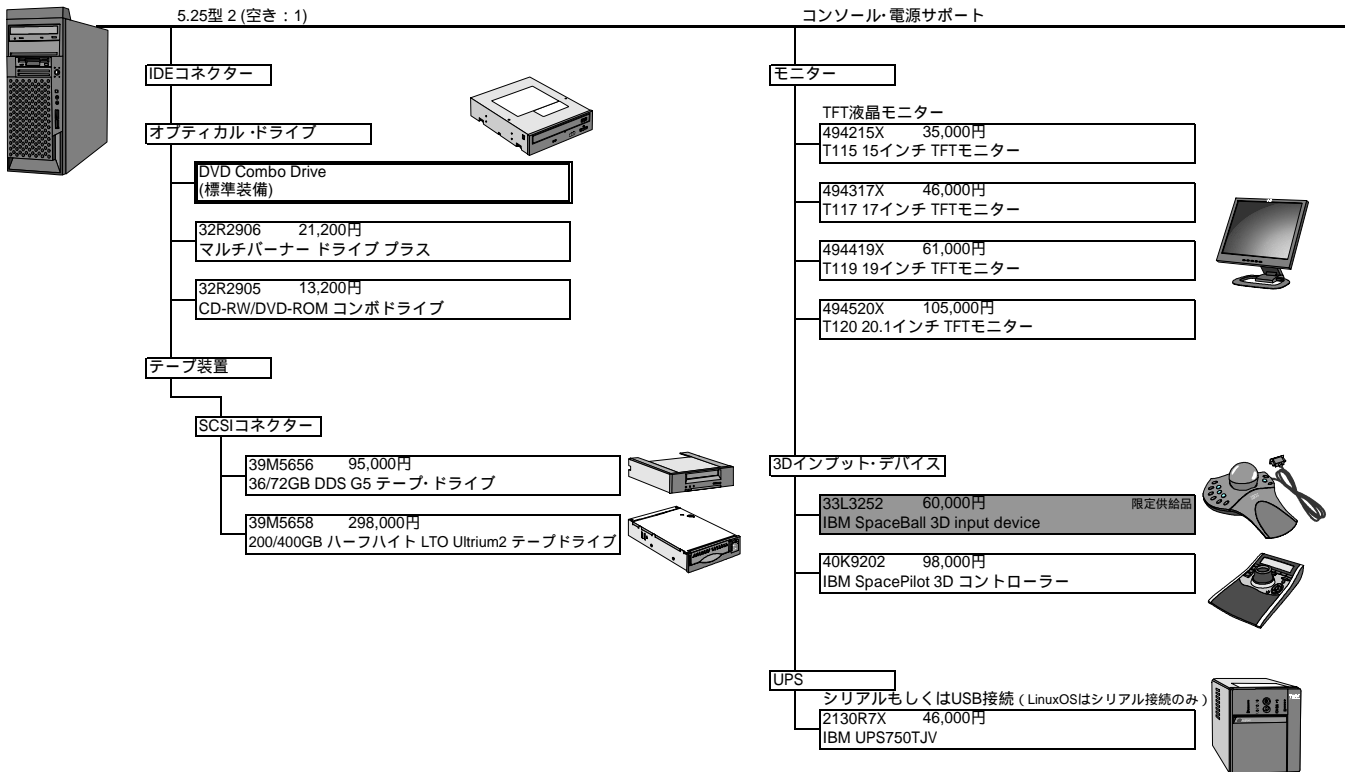 5.25型 2 (空き：1)
IDEコネクター
オプティカル・ドライブ
DVD Combo Drive
(標準装備)
32R2906 21,200円
マルチバーナー ドライブ プラス
32R2905 13,200円
CD-RW/DVD-ROM コンボドライブ
テープ装置
SCSIコネクター
39M5656 95,000円
36/72GB DDS G5 テープ・ドライブ
39M5658 298,000円
200/400GB ハーフハイト LTO Ultrium2 テープドライブ
コンソール・電源サポート
モニター
TFT液晶モニター
494215X 35,000円
T115 15インチ TFTモニター
494317X 46,000円
T117 17インチ TFTモニター
494419X 61,000円
T119 19インチ TFTモニター
494520X 105,000円
T120 20.1インチ TFTモニター
3Dインプット・デバイス
33L3252 60,000円 限定供給品
IBM SpaceBall 3D input device
40K9202 98,000円
IBM SpacePilot 3D コントローラー
UPS
シリアルもしくはUSB接続（LinuxOSはシリアル接続のみ）
2130R7X 46,000円
IBM UPS750TJV